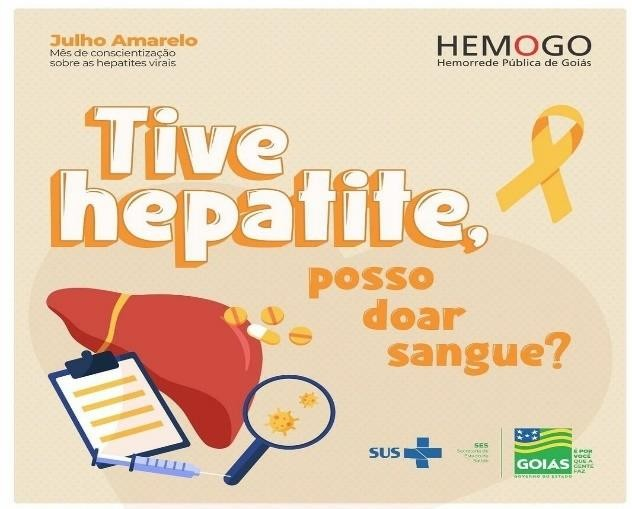 Julho Amarelo
Mês de conscientização
sobre as hepatites virais
HEMOGO
Hemorrede Pública de Goiás
Tive
hepatite,
posso
doar
sangue?
SUS
SES
Secretaria de
Estado da
Saúde
GOIÁS
GOVERNO DO ESTADO
É POR
VOCÊ
QUE A
GENTE
FAZ